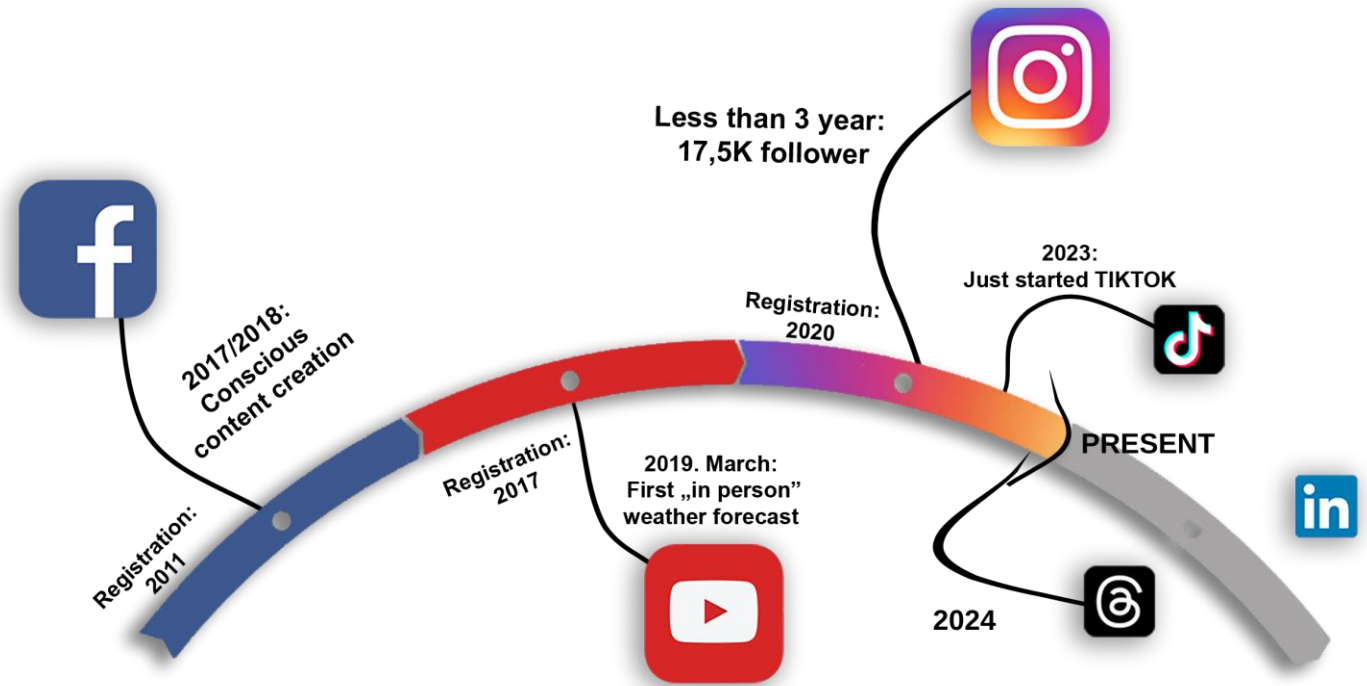 Less than 3 year:
17,5K follower
2017/2018:
Conscious
content creation
Registration:
2011
Registration:
2017
2019. March:
First „in person”
weather forecast
Registration:
2020
2023:
Just started TIKTOK
PRESENT
2024
f
in